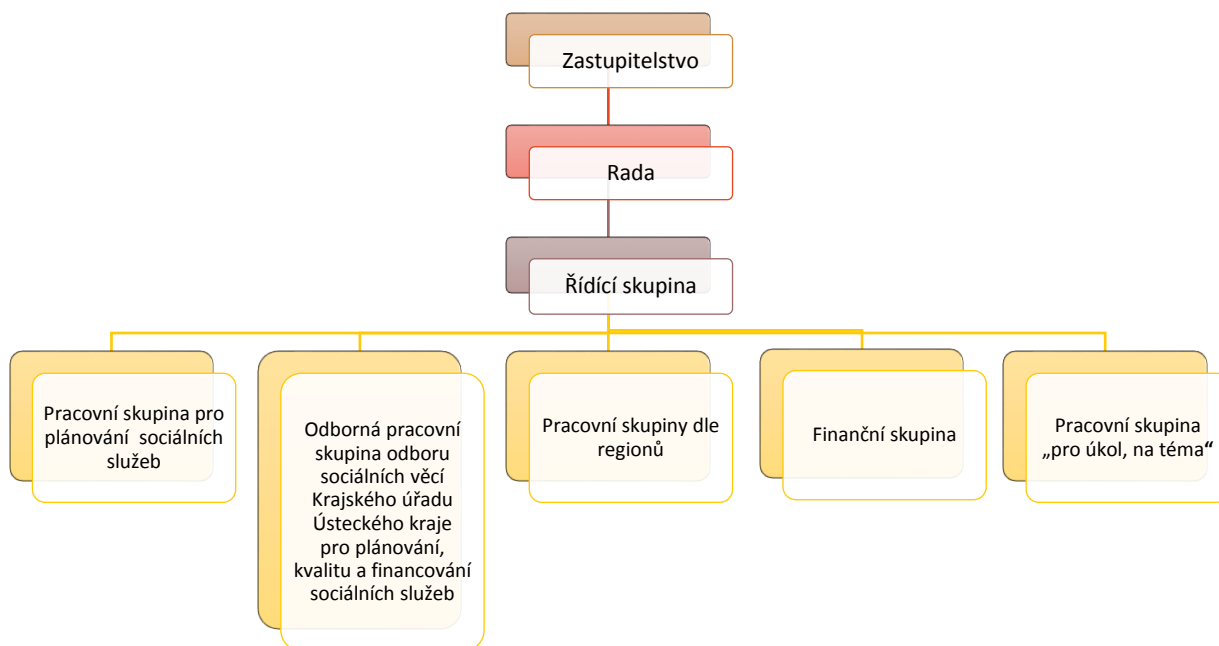 Zastupitelstvo
Rada
Řídící skupina
Pracovní skupina pro
plánování sociálních
služeb
Odborná pracovní
skupina odboru
sociálních věcí
Krajského úřadu
Ústeckého kraje
pro plánování,
kvalitu a financování
sociálních služeb
Pracovní skupiny dle
regionů
Finanční skupina
Pracovní skupina
„pro úkol, na téma“